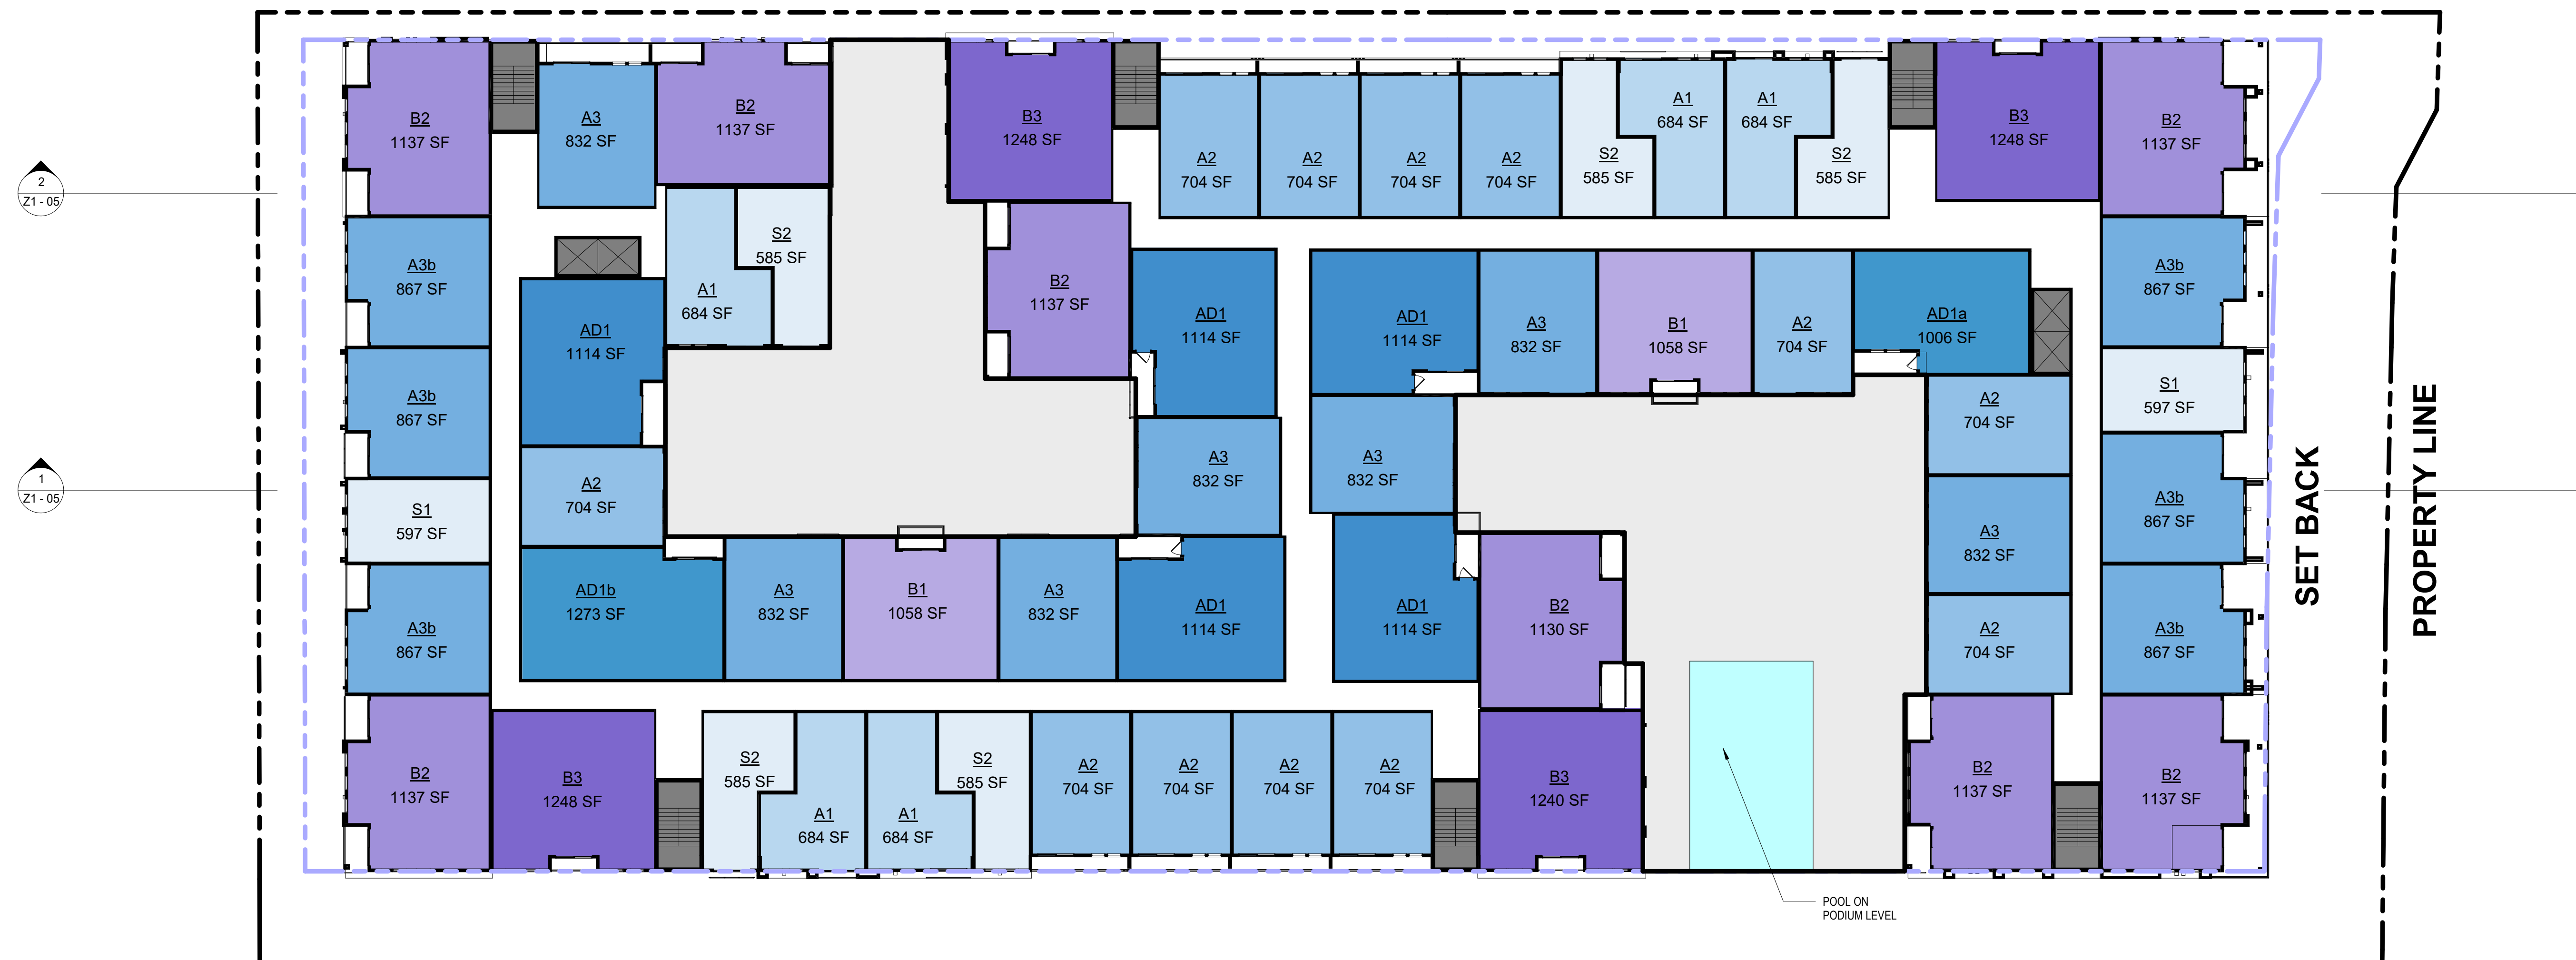 B2
1137 SF
A3
832 SF
B2
1137 SF
B3
1248 SF
A2
704 SF
A2
704 SF
A2
704 SF
A2
704 SF
S2
585 SF
A1
684 SF
A1
684 SF
S2
585 SF
B3
1248 SF
B2
1137 SF
2
Z1 - 05
A3b
867 SF
A1
684 SF
S2
585 SF
B2
1137 SF
AD1
1114 SF
AD1
1114 SF
AD1
1114 SF
A3
832 SF
B1
1058 SF
A2
704 SF
AD1a
1006 SF
A3b
867 SF
A3b
867 SF
S1
597 SF
A2
704 SF
1
Z1 - 05
S1
597 SF
A2
704 SF
A3
832 SF
A3
832 SF
A3
832 SF
A3b
867 SF
SET BACK
PROPERTY LINE
A3b
867 SF
AD1b
1273 SF
A3
832 SF
B1
1058 SF
A3
832 SF
AD1
1114 SF
AD1
1114 SF
B2
1130 SF
A2
704 SF
A3b
867 SF
B2
1137 SF
B3
1248 SF
S2
585 SF
A1
684 SF
A1
684 SF
S2
585 SF
A2
704 SF
A2
704 SF
A2
704 SF
A2
704 SF
B3
1240 SF
B2
1137 SF
B2
1137 SF
POOL ON
PODIUM LEVEL